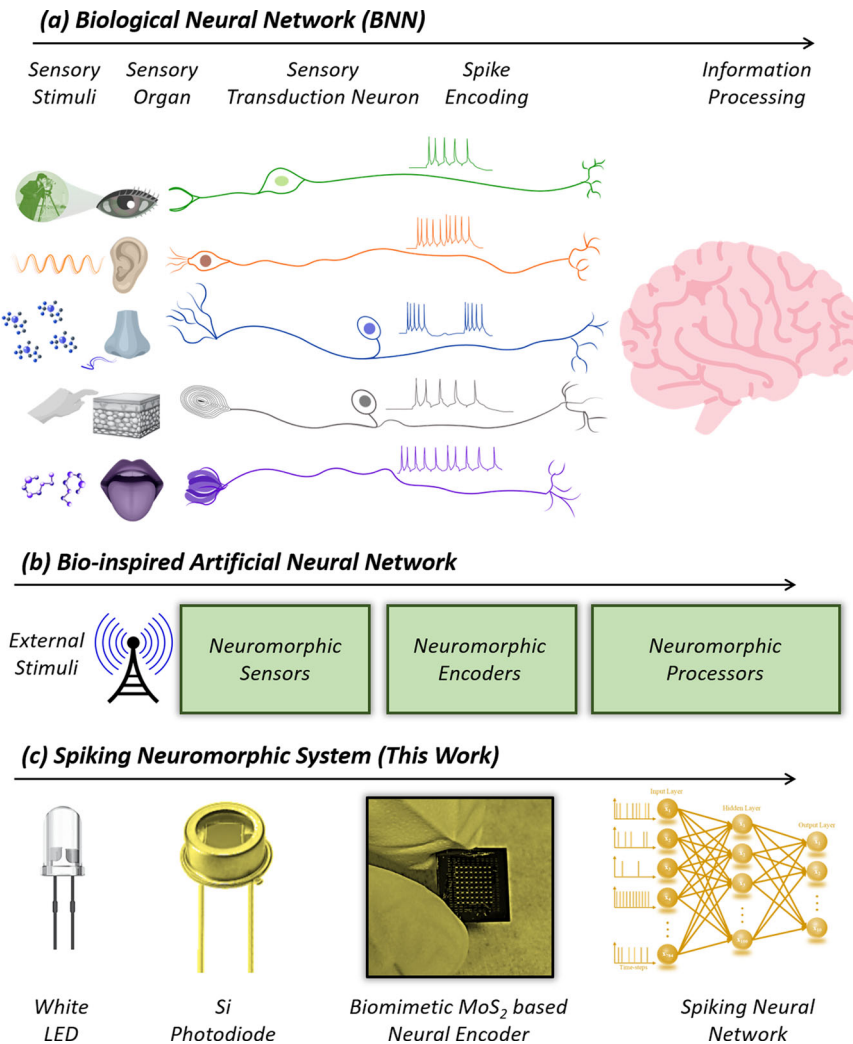 (a) Biological Neural Network (BNN)
Sensory Stimuli
Sensory Organ
Sensory Transduction Neuron
Spike Encoding
Information Processing
(b) Bio-inspired Artificial Neural Network
External Stimuli
Neuromorphic Sensors
Neuromorphic Encoders
Neuromorphic Processors
(c) Spiking Neuromorphic System (This Work)
Input Layer
Hidden Layer
Output Layer
Time-steps
White LED
Si Photodiode
Biomimetic MoS₂ based Neural Encoder
Spiking Neural Network